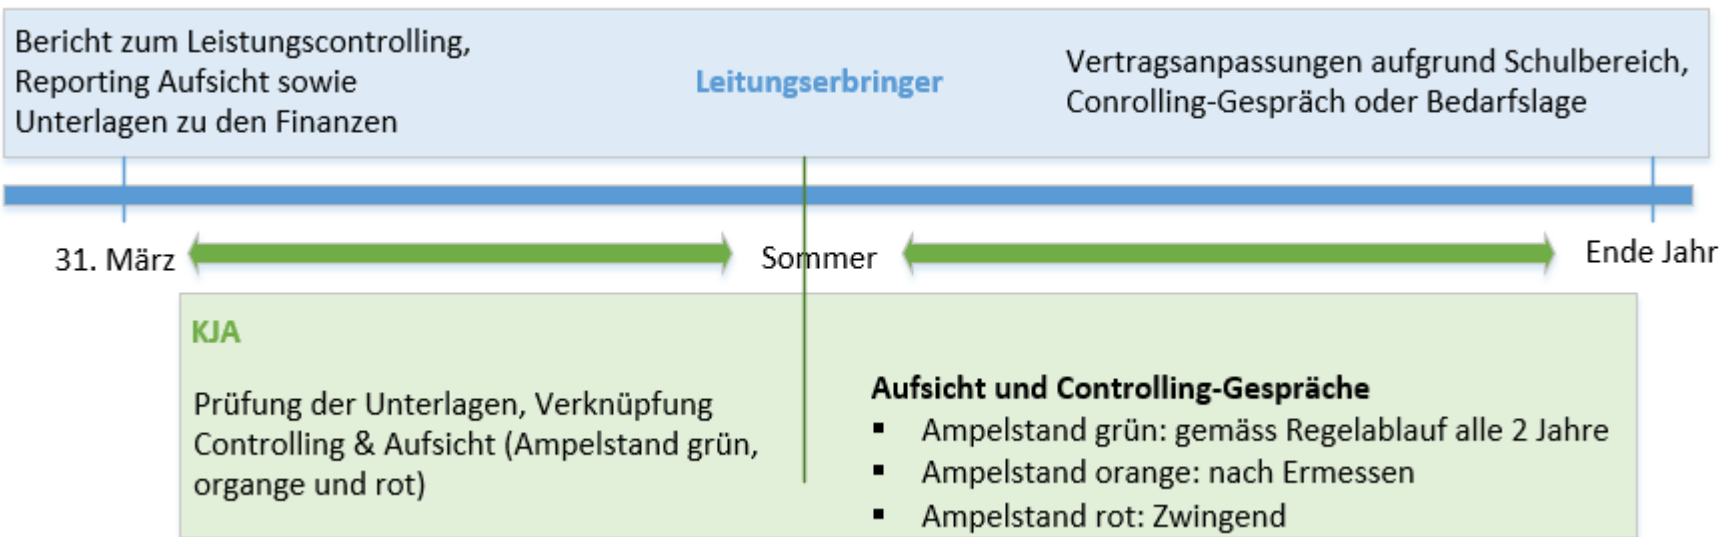 Bericht zum Leistungscontrolling,
Reporting Aufsicht sowie
Unterlagen zu den Finanzen
Leitungserbringer
Vertragsanpassungen aufgrund Schulbereich,
Conrolling-Gespräch oder Bedarfslage
31. März
Sommer
Ende Jahr
KJA
Prüfung der Unterlagen, Verknüpfung
Controlling & Aufsicht (Ampelstand grün,
organge und rot)
Aufsicht und Controlling-Gespräche
▪ Ampelstand grün: gemäss Regelablauf alle 2 Jahre
▪ Ampelstand orange: nach Ermessen
▪ Ampelstand rot: Zwingend